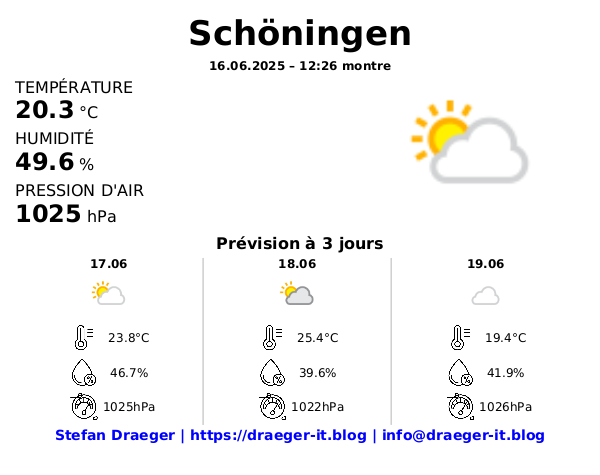 Schöningen
16.06.2025 – 12:26 montre
TEMPÉRATURE
20.3 °C
HUMIDITÉ
49.6 %
PRESSION D'AIR
1025 hPa
Prévision à 3 jours
17.06
23.8°C
46.7%
1025hPa
18.06
25.4°C
39.6%
1022hPa
19.06
19.4°C
41.9%
1026hPa
Stefan Draeger | https://draeger-it.blog | info@draeger-it.blog